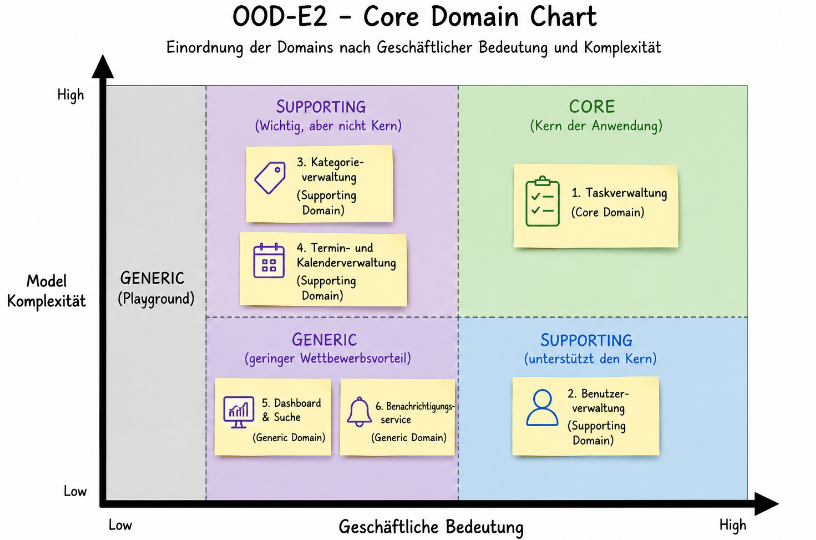 OOD-E2 – Core Domain Chart
Einordnung der Domains nach Geschäftlicher Bedeutung und Komplexität
High
SUPPORTING
(Wichtig, aber nicht Kern)
CORE
(Kern der Anwendung)
3. Kategorie-
verwaltung
(Supporting
Domain)
1. Taskverwaltung
(Core Domain)
4. Termin- und
Kalenderverwaltung
(Supporting
Domain)
Model
Komplexität
GENERIC
(Playground)
GENERIC
(geringer Wettbewerbsvorteil)
SUPPORTING
(unterstützt den Kern)
5. Dashboard
& Suche
(Generic Domain)
6. Benachrichtigungs-
service
(Generic Domain)
2. Benutzer-
verwaltung
(Supporting
Domain)
Low
Low
Geschäftliche Bedeutung
High